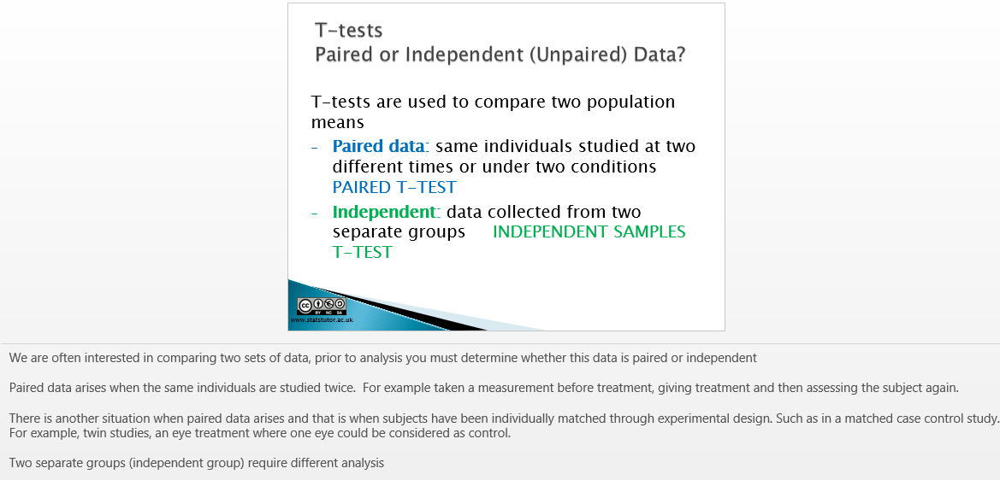 T-tests
Paired or Independent (Unpaired) Data?
T-tests are used to compare two population
means
- Paired data: same individuals studied at two
different times or under two conditions
PAIRED T-TEST
- Independent: data collected from two
separate groups INDEPENDENT SAMPLES
T-TEST
cc BY NC SA
www.statstutor.ac.uk
We are often interested in comparing two sets of data, prior to analysis you must determine whether this data is paired or independent
Paired data arises when the same individuals are studied twice. For example taken a measurement before treatment, giving treatment and then assessing the subject again.
There is another situation when paired data arises and that is when subjects have been individually matched through experimental design. Such as in a matched case control study.
For example, twin studies, an eye treatment where one eye could be considered as control.
Two separate groups (independent group) require different analysis